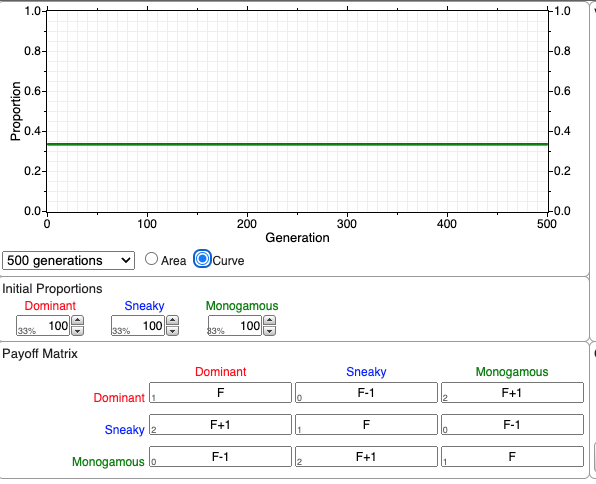 1.0 1.0
0.8 0.8
0.6 0.6
Proportion
0.4 0.4
0.2 0.2
0.0 0.0
0 100 200 300 400 500
Generation
500 generations Area Curve
Initial Proportions
Dominant Sneaky Monogamous
33% 100 33% 100 33% 100
Payoff Matrix
Dominant Sneaky Monogamous
Dominant 1 F 0 F-1 2 F+1
Sneaky 2 F+1 1 F 0 F-1
Monogamous 0 F-1 2 F+1 1 F